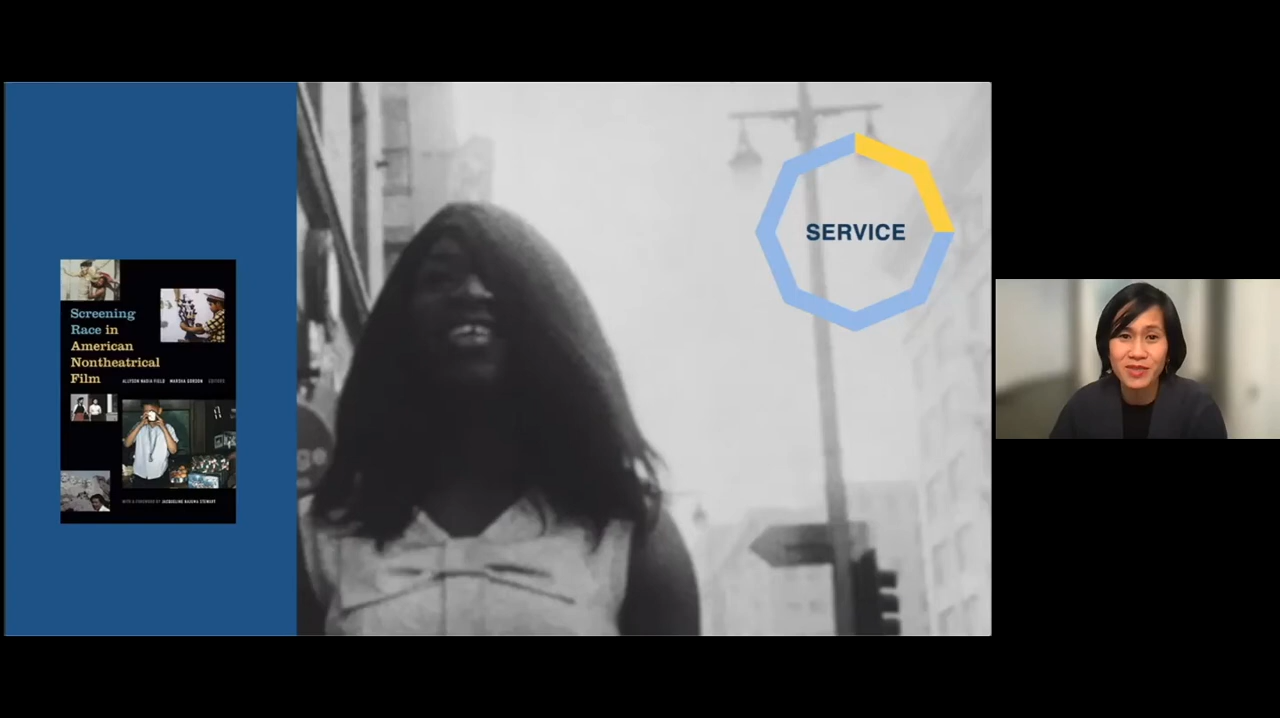 Screening
Race in
American
Nontheatrical
Film
ALLYSON NADIA FIELD MARSHA GORDON EDITORS
WITH A FOREWORD BY JACQUELINE NAJUMA STEWART
SERVICE